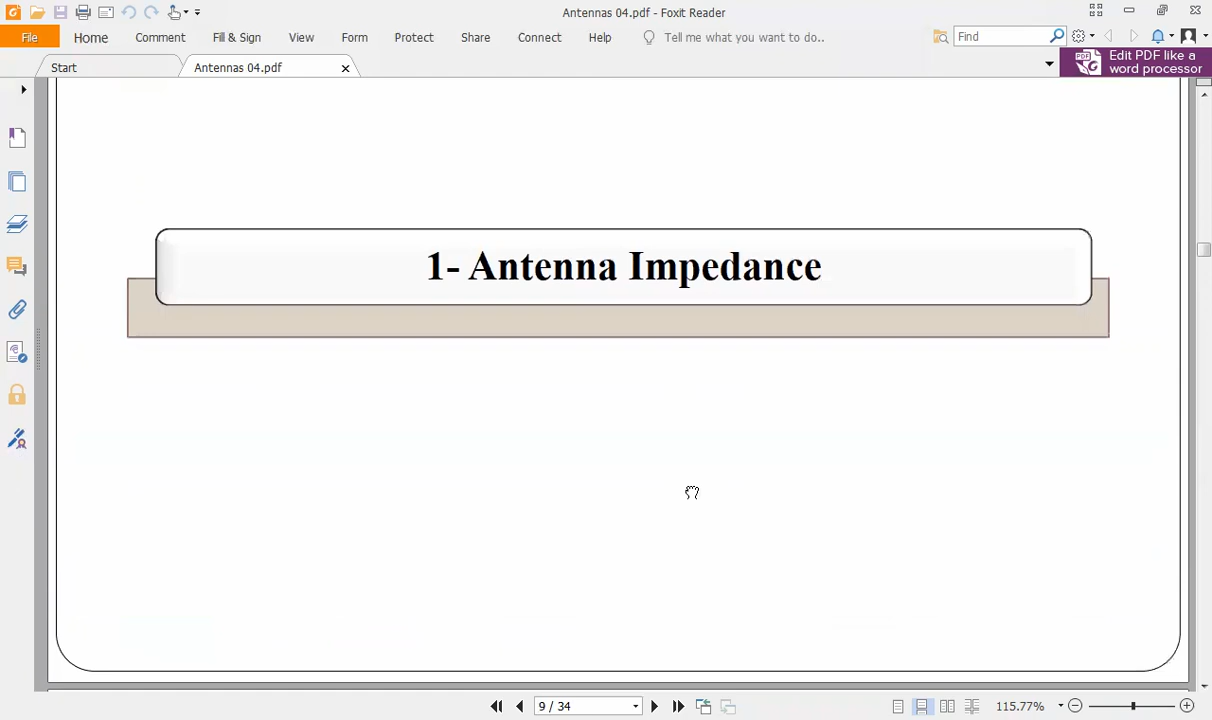 Antennas 04.pdf - Foxit Reader
File Home Comment Fill & Sign View Form Protect Share Connect Help Tell me what you want to do.. Find
Start Antennas 04.pdf
Edit PDF like a
word processor
1- Antenna Impedance
9 / 34 115.77%